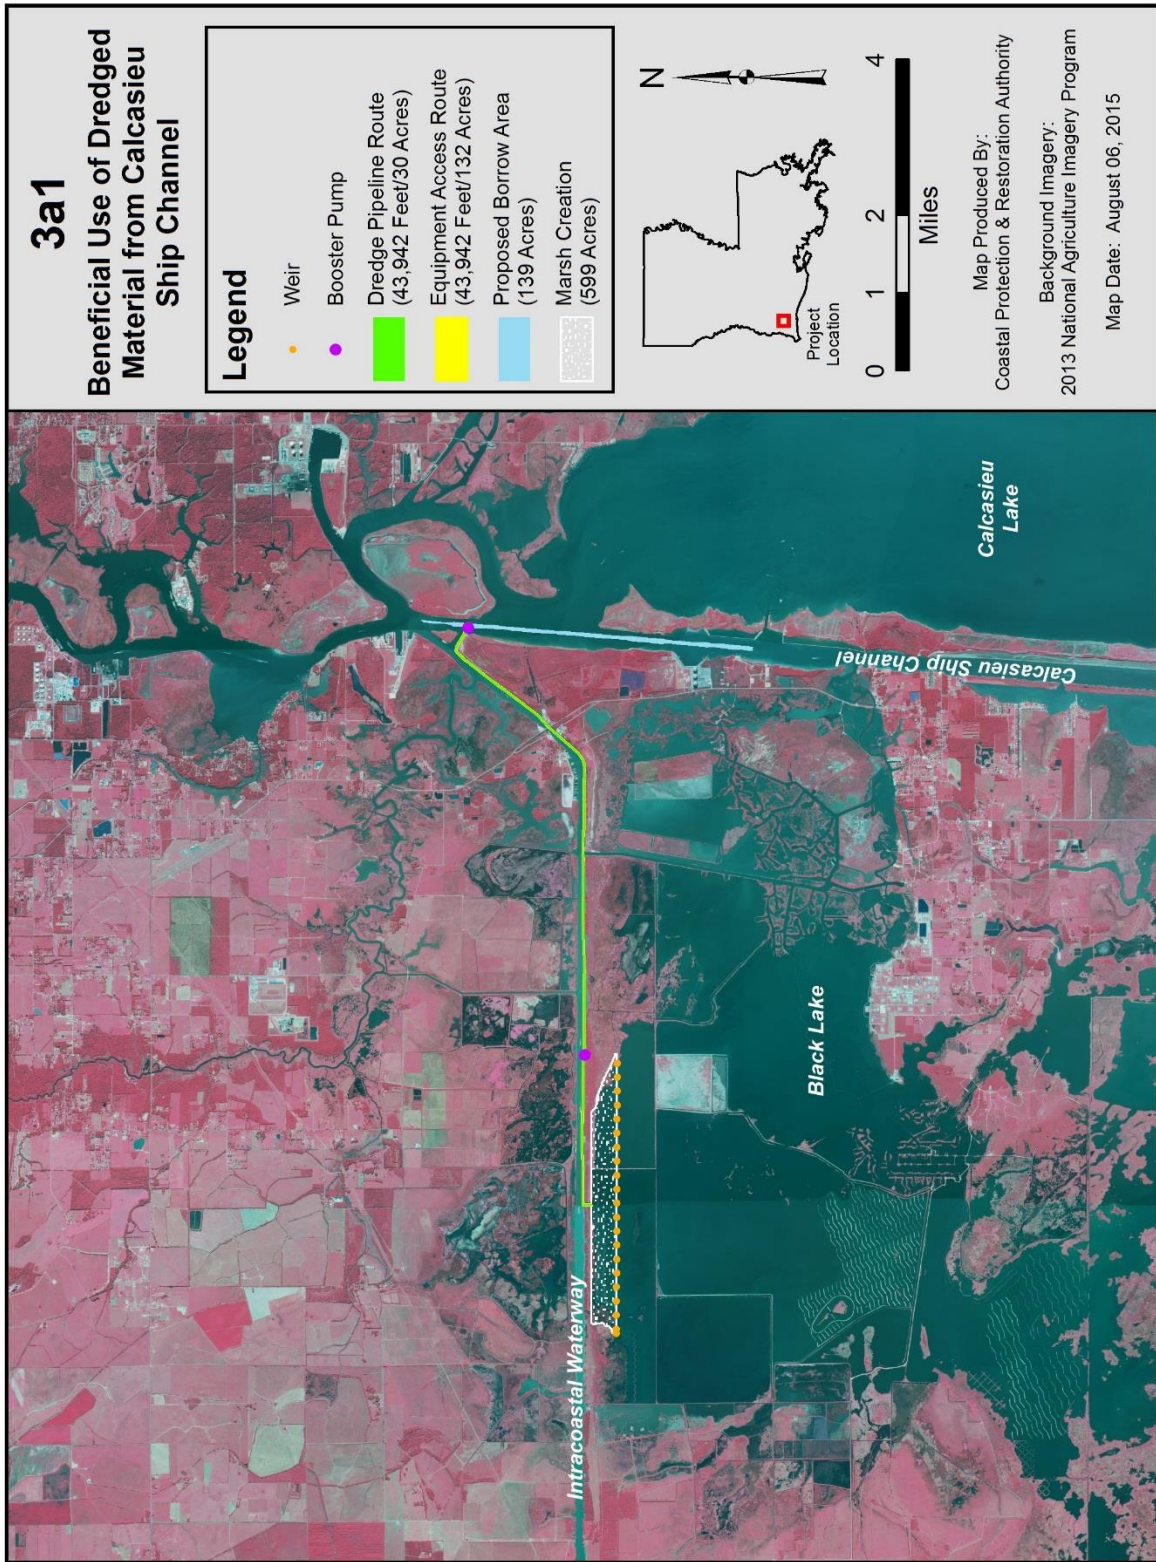 3a1
Beneficial Use of Dredged
Material from Calcasieu
Ship Channel
Legend
Weir
Booster Pump
Dredge Pipeline Route
(43,942 Feet/30 Acres)
Equipment Access Route
(43,942 Feet/132 Acres)
Proposed Borrow Area
(139 Acres)
Marsh Creation
(599 Acres)
Project
Location
N
0 1 2 4
Miles
Map Produced By:
Coastal Protection & Restoration Authority
Background Imagery:
2013 National Agriculture Imagery Program
Map Date: August 06, 2015
Intracoastal Waterway
Black Lake
Calcasieu Ship Channel
Calcasieu
Lake